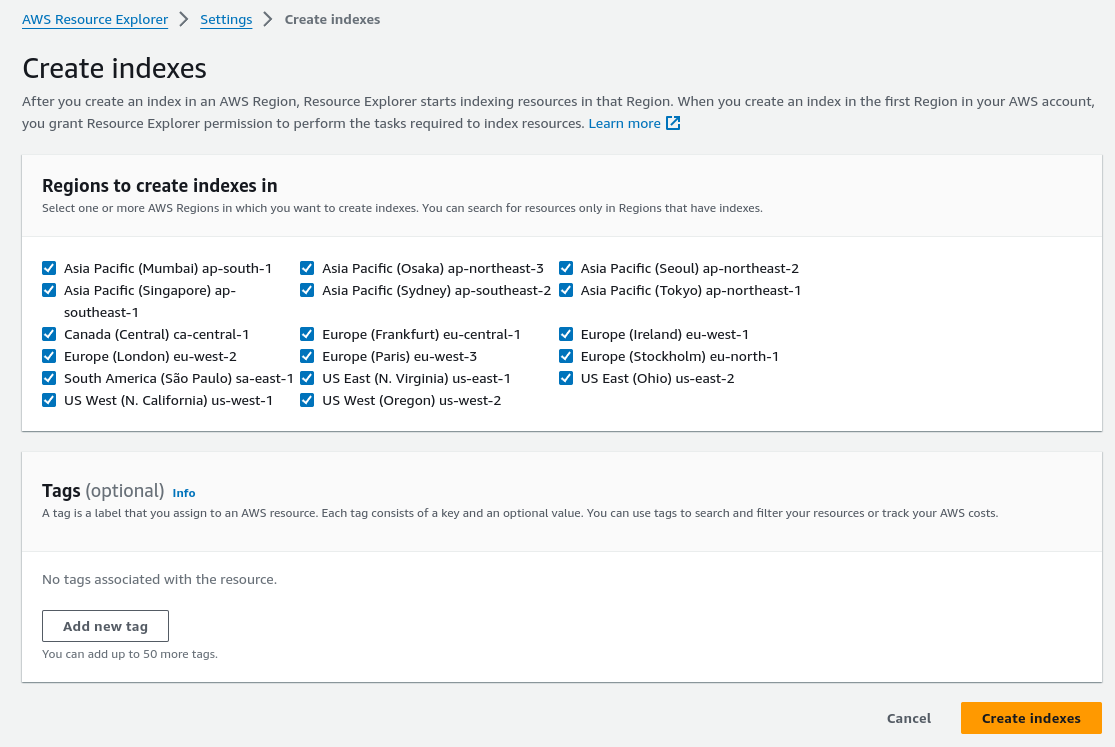 AWS Resource Explorer > Settings > Create indexes
Create indexes
After you create an index in an AWS Region, Resource Explorer starts indexing resources in that Region. When you create an index in the first Region in your AWS account,
you grant Resource Explorer permission to perform the tasks required to index resources. Learn more
Regions to create indexes in
Select one or more AWS Regions in which you want to create indexes. You can search for resources only in Regions that have indexes.
Asia Pacific (Mumbai) ap-south-1 Asia Pacific (Osaka) ap-northeast-3 Asia Pacific (Seoul) ap-northeast-2
Asia Pacific (Singapore) ap- Asia Pacific (Sydney) ap-southeast-2 Asia Pacific (Tokyo) ap-northeast-1
southeast-1
Canada (Central) ca-central-1 Europe (Frankfurt) eu-central-1 Europe (Ireland) eu-west-1
Europe (London) eu-west-2 Europe (Paris) eu-west-3 Europe (Stockholm) eu-north-1
South America (São Paulo) sa-east-1 US East (N. Virginia) us-east-1 US East (Ohio) us-east-2
US West (N. California) us-west-1 US West (Oregon) us-west-2
Tags (optional) Info
A tag is a label that you assign to an AWS resource. Each tag consists of a key and an optional value. You can use tags to search and filter your resources or track your AWS costs.
No tags associated with the resource.
Add new tag
You can add up to 50 more tags.
Cancel Create indexes